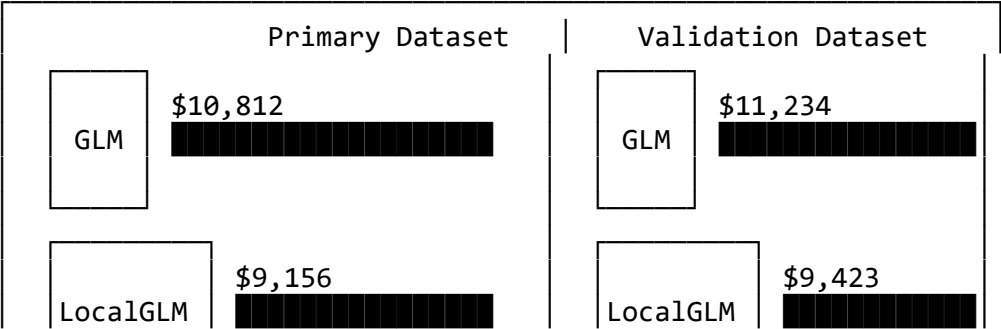 Primary Dataset Validation Dataset
$10,812 $11,234
GLM GLM
$9,156 $9,423
LocalGLM LocalGLM